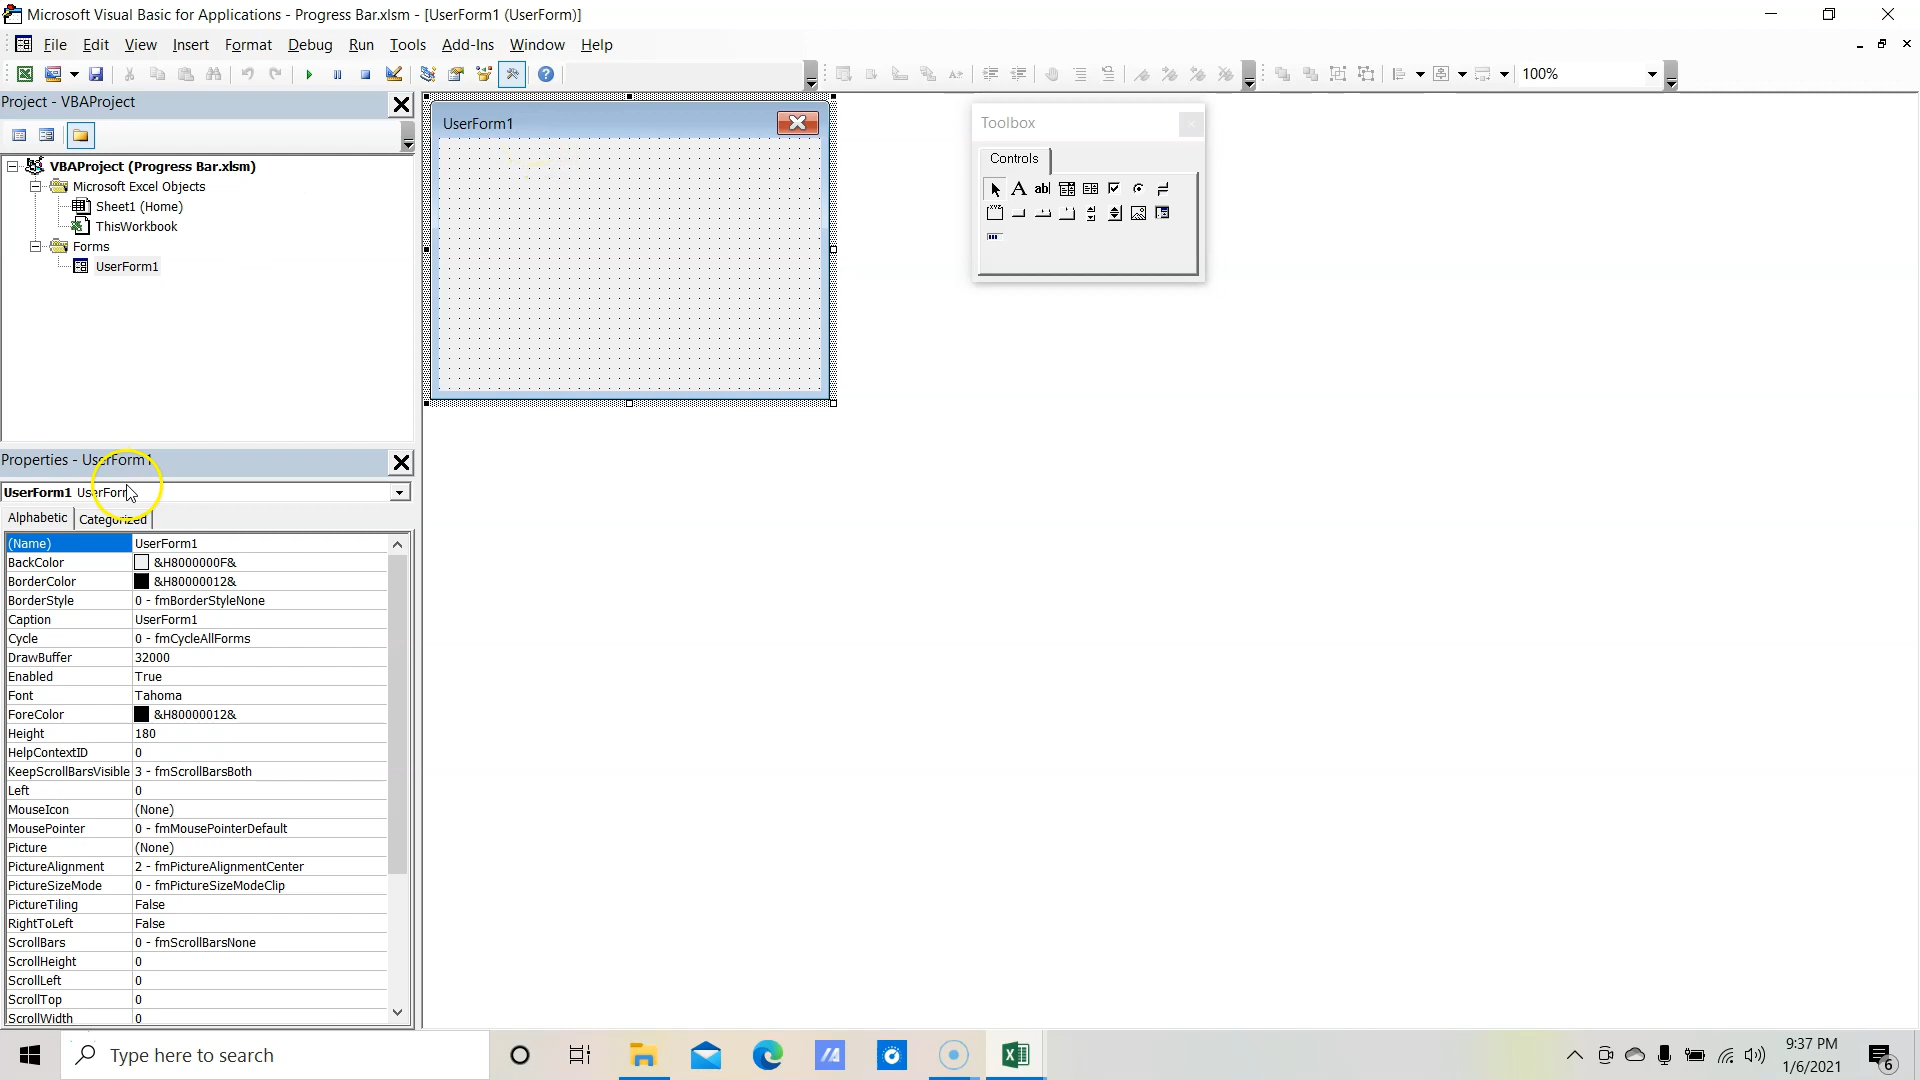 Microsoft Visual Basic for Applications - Progress Bar.xlsm - [UserForm1 (UserForm)]
File Edit View Insert Format Debug Run Tools Add-Ins Window Help
100%
Project - VBAProject
VBAProject (Progress Bar.xlsm)
Microsoft Excel Objects
Sheet1 (Home)
ThisWorkbook
Forms
UserForm1
UserForm1
Toolbox
Controls
A ab|
Properties - UserForm1
UserForm1 UserForm
Alphabetic Categorized
(Name) UserForm1
BackColor &H8000000F&
BorderColor &H80000012&
BorderStyle 0 - fmBorderStyleNone
Caption UserForm1
Cycle 0 - fmCycleAllForms
DrawBuffer 32000
Enabled True
Font Tahoma
ForeColor &H80000012&
Height 180
HelpContextID 0
KeepScrollBarsVisible 3 - fmScrollBarsBoth
Left 0
MouseIcon (None)
MousePointer 0 - fmMousePointerDefault
Picture (None)
PictureAlignment 2 - fmPictureAlignmentCenter
PictureSizeMode 0 - fmPictureSizeModeClip
PictureTiling False
RightToLeft False
ScrollBars 0 - fmScrollBarsNone
ScrollHeight 0
ScrollLeft 0
ScrollTop 0
ScrollWidth 0
Type here to search
9:37 PM
1/6/2021
6